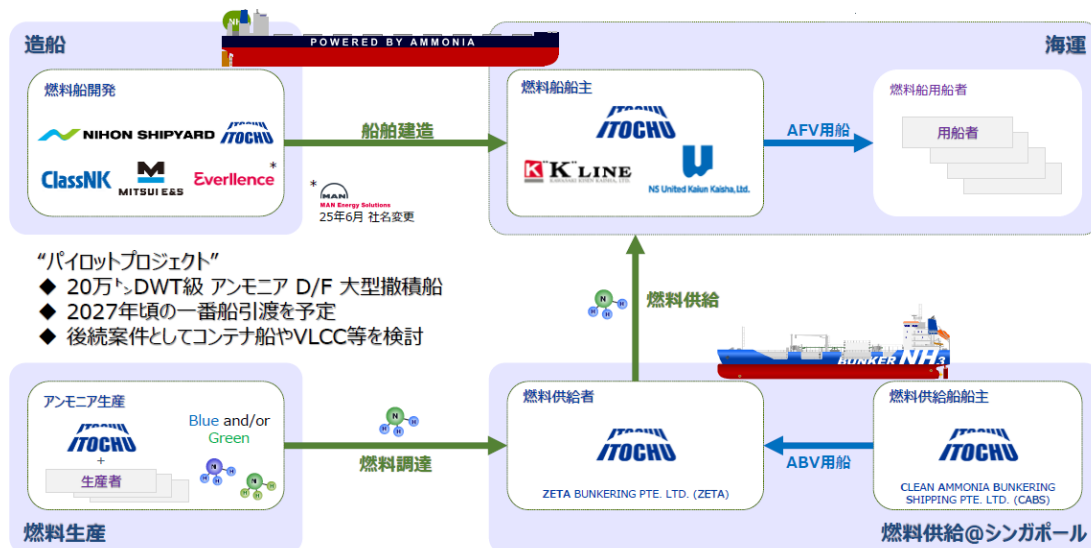 造船
POWERED BY AMMONIA
海運
燃料船開発
NIHON SHIPYARD
ITOCHU
ClassNK
MITSUI E&S
Everllence
*
船舶建造
*
MAN
MAN Energy Solutions
25年6月 社名変更
燃料船船主
ITOCHU
"K" LINE
KAWASAKI KISEN KAISHA, LTD.
NS United Kaiun Kaisha, Ltd.
AFV用船
燃料船用船者
用船者
“パイロットプロジェクト”
◆ 20万㌧DWT級 アンモニア D/F 大型撒積船
◆ 2027年頃の一番船引渡を予定
◆ 後続案件としてコンテナ船やVLCC等を検討
N
H
H
H
燃料供給
BUNKER NH3
アンモニア生産
ITOCHU
+
生産者
Blue and/or
Green
N
H
H
H
N
H
H
H
燃料生産
N
H
H
H
燃料調達
燃料供給者
ITOCHU
ZETA BUNKERING PTE. LTD. (ZETA)
ABV用船
燃料供給船船主
ITOCHU
CLEAN AMMONIA BUNKERING
SHIPPING PTE. LTD. (CABS)
燃料供給@シンガポール